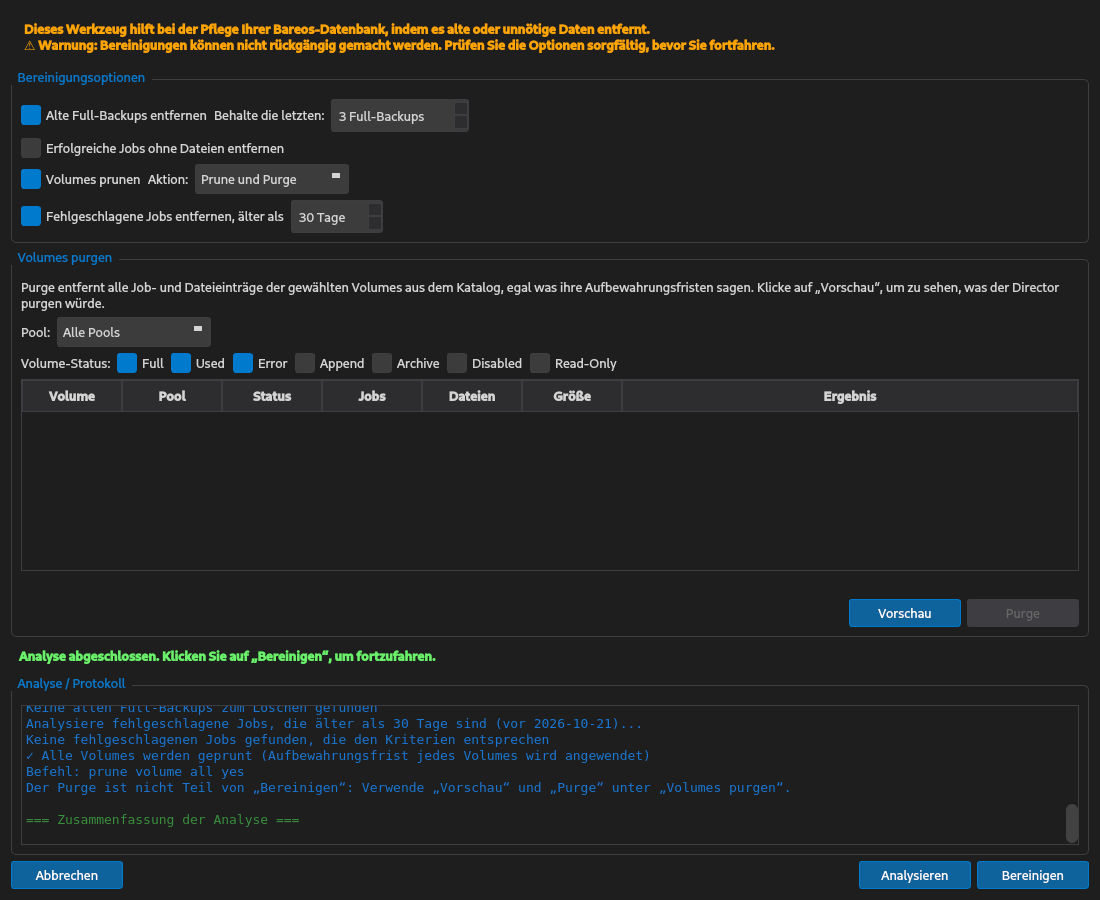 Dieses Werkzeug hilft bei der Pflege Ihrer Bareos-Datenbank, indem es alte oder unnötige Daten entfernt.
⚠ Warnung: Bereinigungen können nicht rückgängig gemacht werden. Prüfen Sie die Optionen sorgfältig, bevor Sie fortfahren.
Bereinigungsoptionen
Alte Full-Backups entfernen Behalte die letzten: 3 Full-Backups
Erfolgreiche Jobs ohne Dateien entfernen
Volumes prunen Aktion: Prune und Purge
Fehlgeschlagene Jobs entfernen, älter als 30 Tage
Volumes purgen
Purge entfernt alle Job- und Dateieinträge der gewählten Volumes aus dem Katalog, egal was ihre Aufbewahrungsfristen sagen. Klicke auf „Vorschau“, um zu sehen, was der Director
purgen würde.
Pool: Alle Pools
Volume-Status: Full Used Error Append Archive Disabled Read-Only
Volume Pool Status Jobs Dateien Größe Ergebnis
Vorschau Purge
Analyse abgeschlossen. Klicken Sie auf „Bereinigen“, um fortzufahren.
Analyse / Protokoll
Keine alten Full-Backups zum Löschen gefunden
Analysiere fehlgeschlagene Jobs, die älter als 30 Tage sind (vor 2026-10-21)...
Keine fehlgeschlagenen Jobs gefunden, die den Kriterien entsprechen
✓ Alle Volumes werden geprunt (Aufbewahrungsfrist jedes Volumes wird angewendet)
Befehl: prune volume all yes
Der Purge ist nicht Teil von „Bereinigen“: Verwende „Vorschau“ und „Purge“ unter „Volumes purgen“.
=== Zusammenfassung der Analyse ===
Abbrechen Analysieren Bereinigen